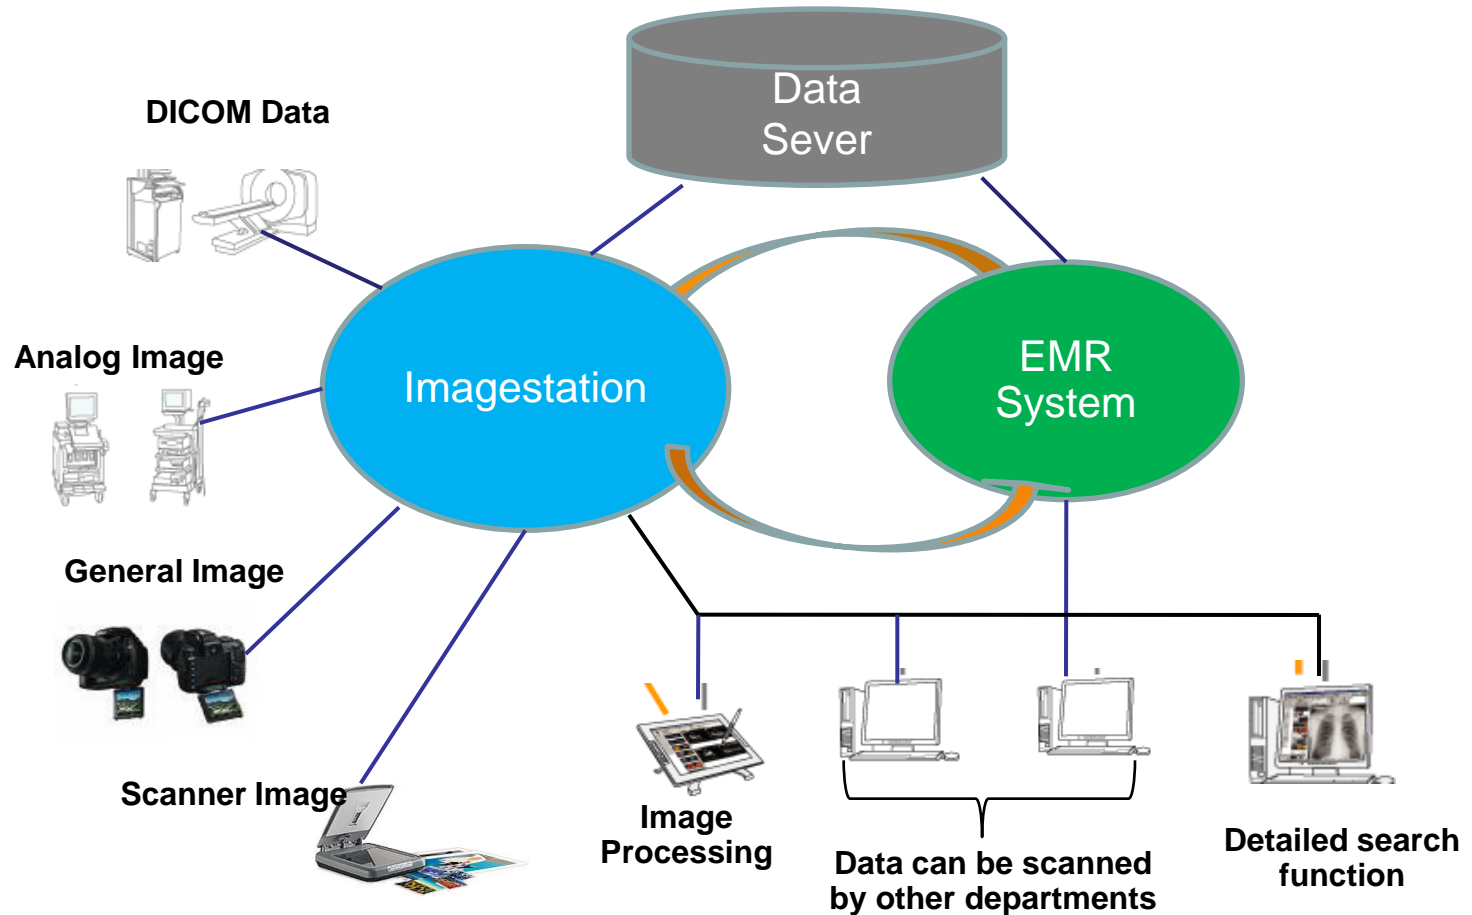 Data
Sever
DICOM Data
Analog Image
Imagestation
EMR
System
General Image
Scanner Image
Image
Processing
Data can be scanned
by other departments
Detailed search
function